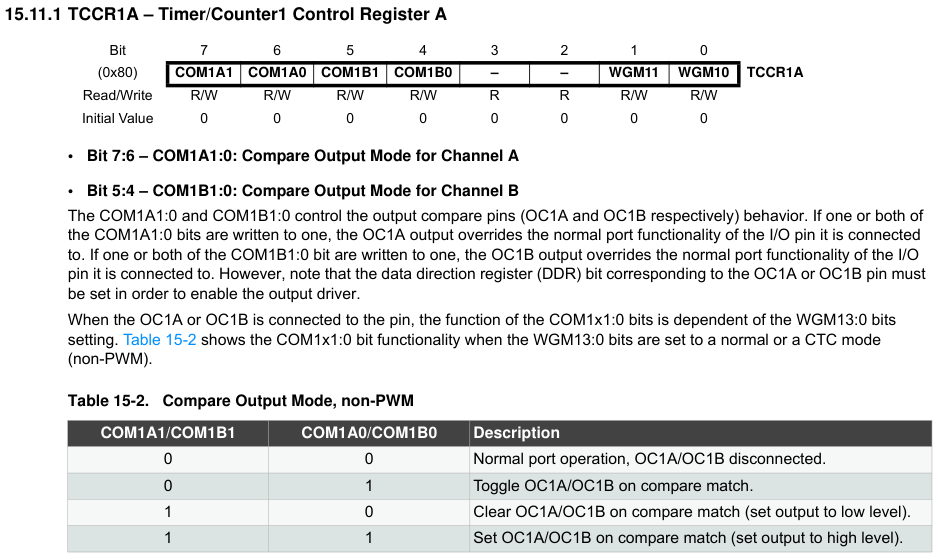 15.11.1 TCCR1A – Timer/Counter1 Control Register A
Bit 7 6 5 4 3 2 1 0
(0x80) COM1A1 COM1A0 COM1B1 COM1B0 – – WGM11 WGM10 TCCR1A
Read/Write R/W R/W R/W R/W R R R/W R/W
Initial Value 0 0 0 0 0 0 0 0
• Bit 7:6 – COM1A1:0: Compare Output Mode for Channel A
• Bit 5:4 – COM1B1:0: Compare Output Mode for Channel B
The COM1A1:0 and COM1B1:0 control the output compare pins (OC1A and OC1B respectively) behavior. If one or both of
the COM1A1:0 bits are written to one, the OC1A output overrides the normal port functionality of the I/O pin it is connected
to. If one or both of the COM1B1:0 bit are written to one, the OC1B output overrides the normal port functionality of the I/O
pin it is connected to. However, note that the data direction register (DDR) bit corresponding to the OC1A or OC1B pin must
be set in order to enable the output driver.
When the OC1A or OC1B is connected to the pin, the function of the COM1x1:0 bits is dependent of the WGM13:0 bits
setting. Table 15-2 shows the COM1x1:0 bit functionality when the WGM13:0 bits are set to a normal or a CTC mode
(non-PWM).
Table 15-2. Compare Output Mode, non-PWM
COM1A1/COM1B1 COM1A0/COM1B0 Description
0 0 Normal port operation, OC1A/OC1B disconnected.
0 1 Toggle OC1A/OC1B on compare match.
1 0 Clear OC1A/OC1B on compare match (set output to low level).
1 1 Set OC1A/OC1B on compare match (set output to high level).